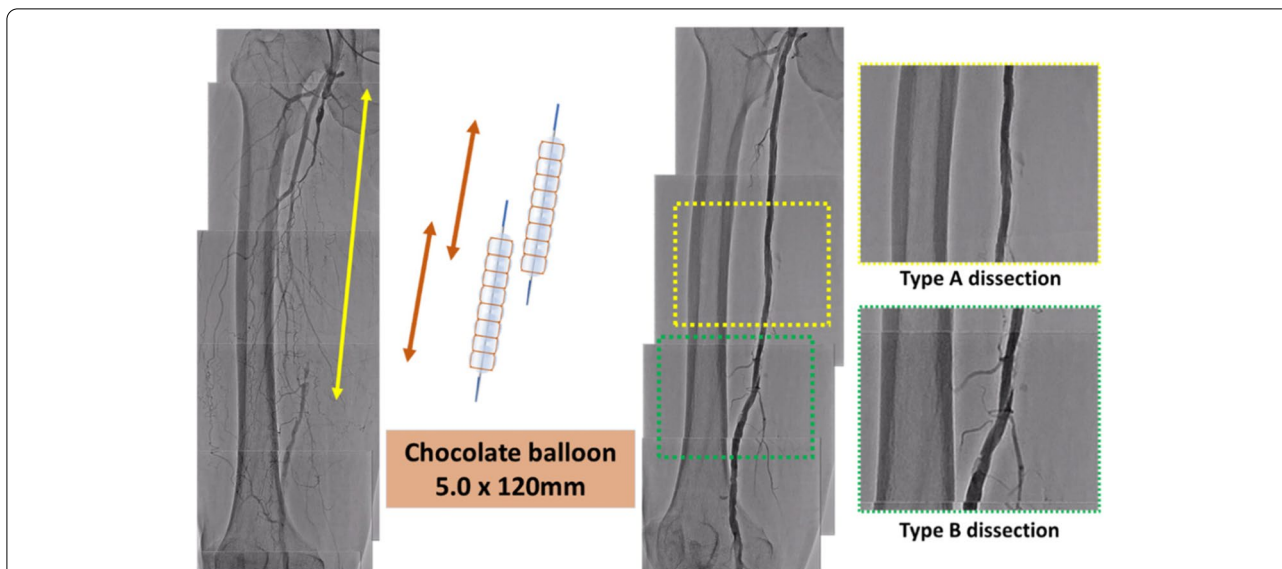 Chocolate balloon
5.0 x 120mm
Type A dissection
Type B dissection